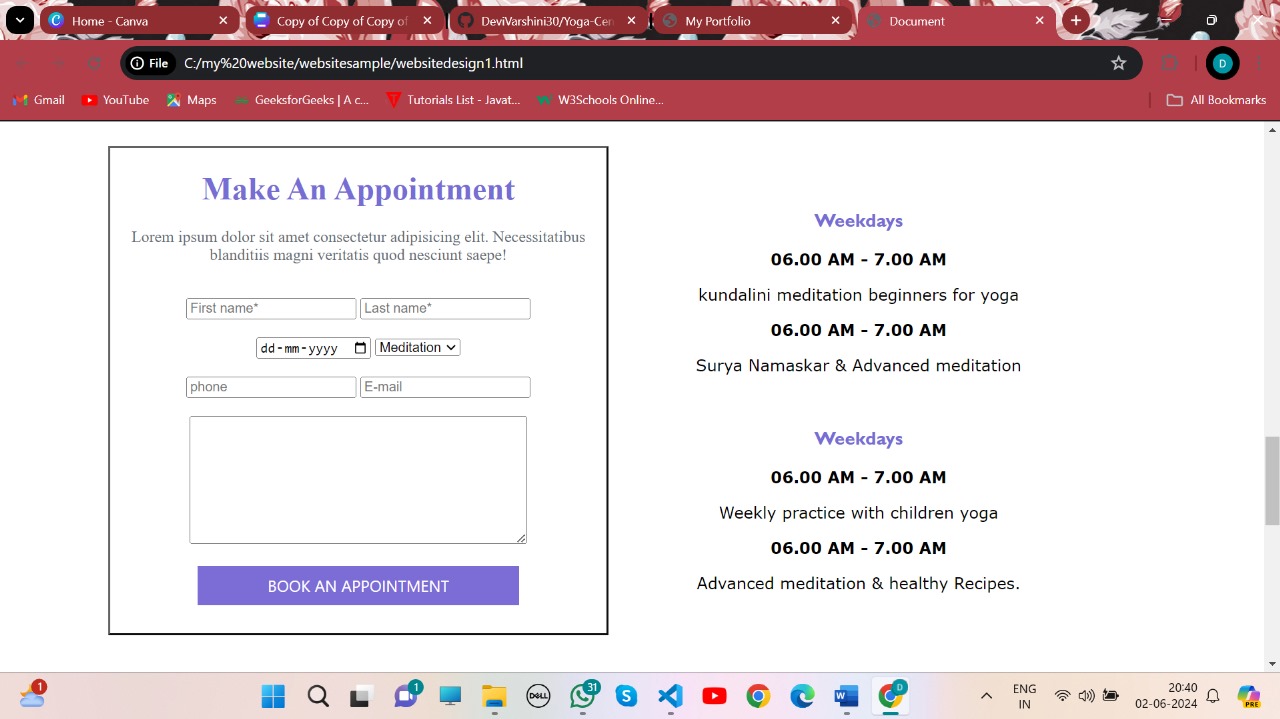 Home - Canva
Copy of Copy of Copy of
DeviVarshini30/Yoga-Cen
My Portfolio
Document
File C:/my%20website/websitesample/websitedesign1.html
D
Gmail YouTube Maps GeeksforGeeks | A c... Tutorials List - Javat... W3Schools Online... All Bookmarks
Make An Appointment
Lorem ipsum dolor sit amet consectetur adipisicing elit. Necessitatibus
blanditiis magni veritatis quod nesciunt saepe!
First name* Last name*
dd-mm-yyyy Meditation
phone E-mail
BOOK AN APPOINTMENT
Weekdays
06.00 AM - 7.00 AM
kundalini meditation beginners for yoga
06.00 AM - 7.00 AM
Surya Namaskar & Advanced meditation
Weekdays
06.00 AM - 7.00 AM
Weekly practice with children yoga
06.00 AM - 7.00 AM
Advanced meditation & healthy Recipes.
1
1
DELL
31
D
ENG
IN
20:40
02-06-2024
PRE